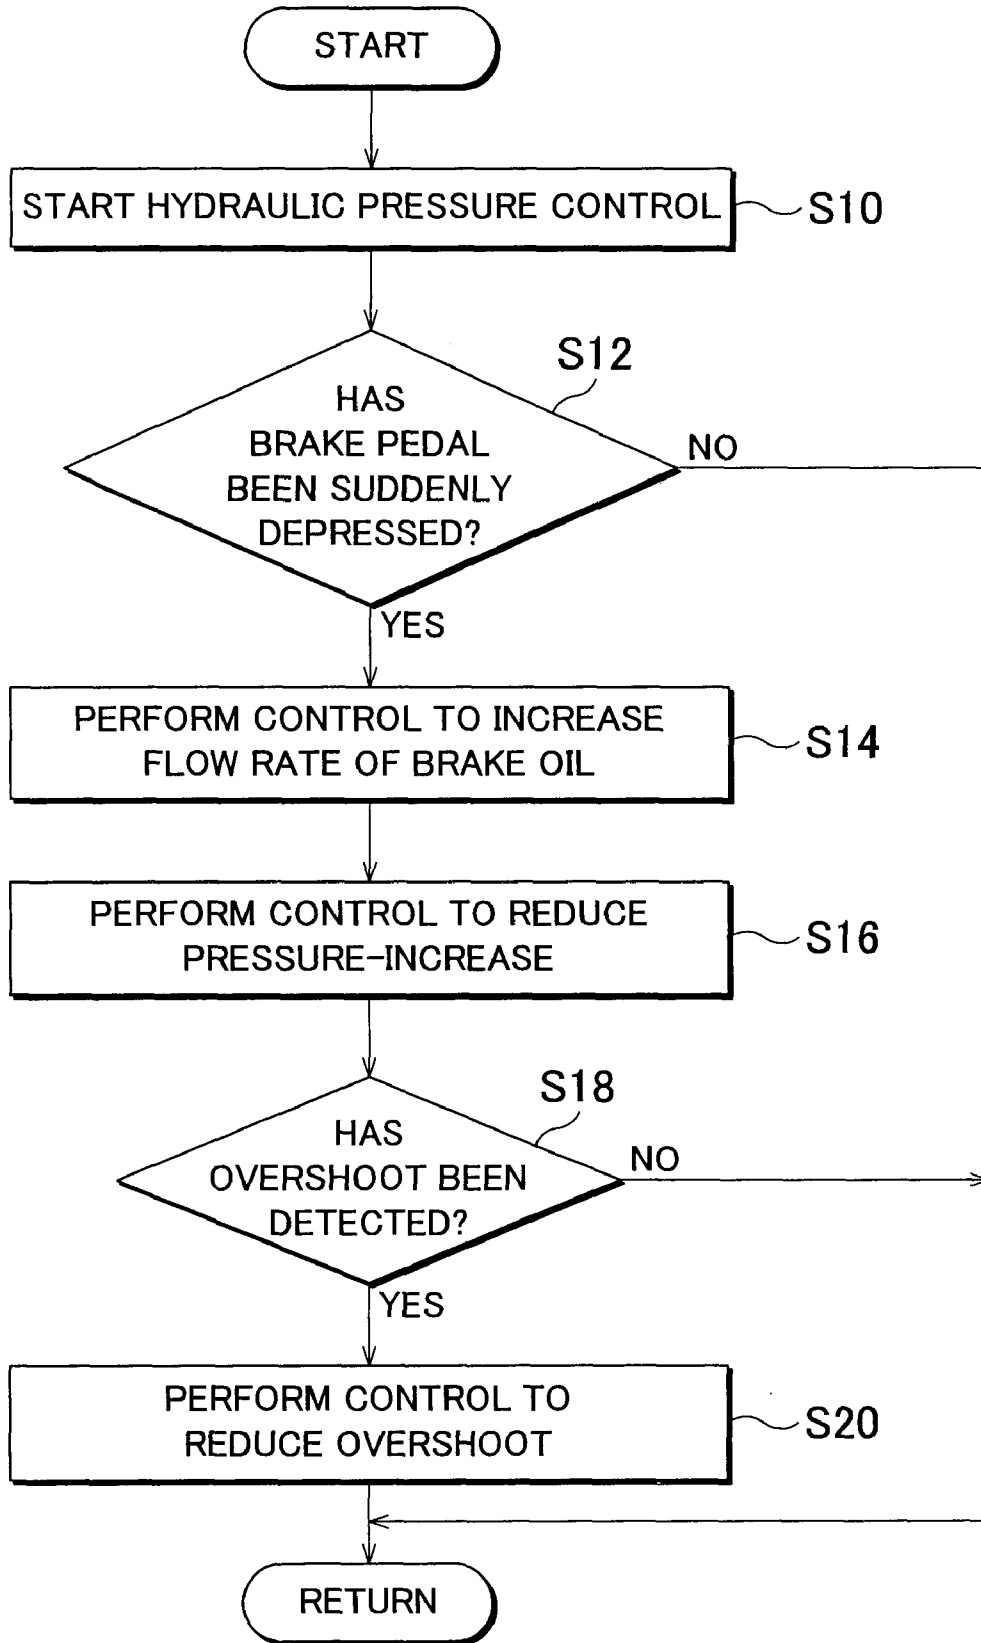 START
START HYDRAULIC PRESSURE CONTROL
S10
S12
HAS
BRAKE PEDAL
BEEN SUDDENLY
DEPRESSED?
NO
YES
PERFORM CONTROL TO INCREASE
FLOW RATE OF BRAKE OIL
S14
PERFORM CONTROL TO REDUCE
PRESSURE-INCREASE
S16
S18
HAS
OVERSHOOT BEEN
DETECTED?
NO
YES
PERFORM CONTROL TO
REDUCE OVERSHOOT
S20
RETURN